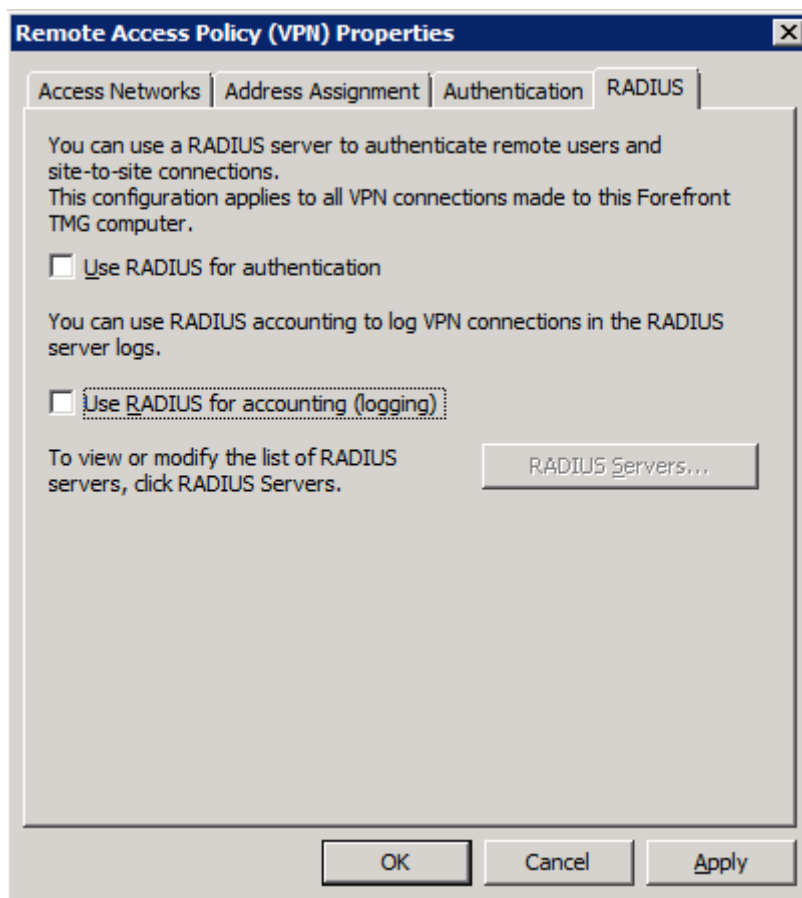 Remote Access Policy (VPN) Properties
Access Networks Address Assignment Authentication RADIUS
You can use a RADIUS server to authenticate remote users and
site-to-site connections.
This configuration applies to all VPN connections made to this Forefront
TMG computer.
Use RADIUS for authentication
You can use RADIUS accounting to log VPN connections in the RADIUS
server logs.
Use RADIUS for accounting (logging)
To view or modify the list of RADIUS
servers, click RADIUS Servers.
RADIUS Servers...
OK Cancel Apply